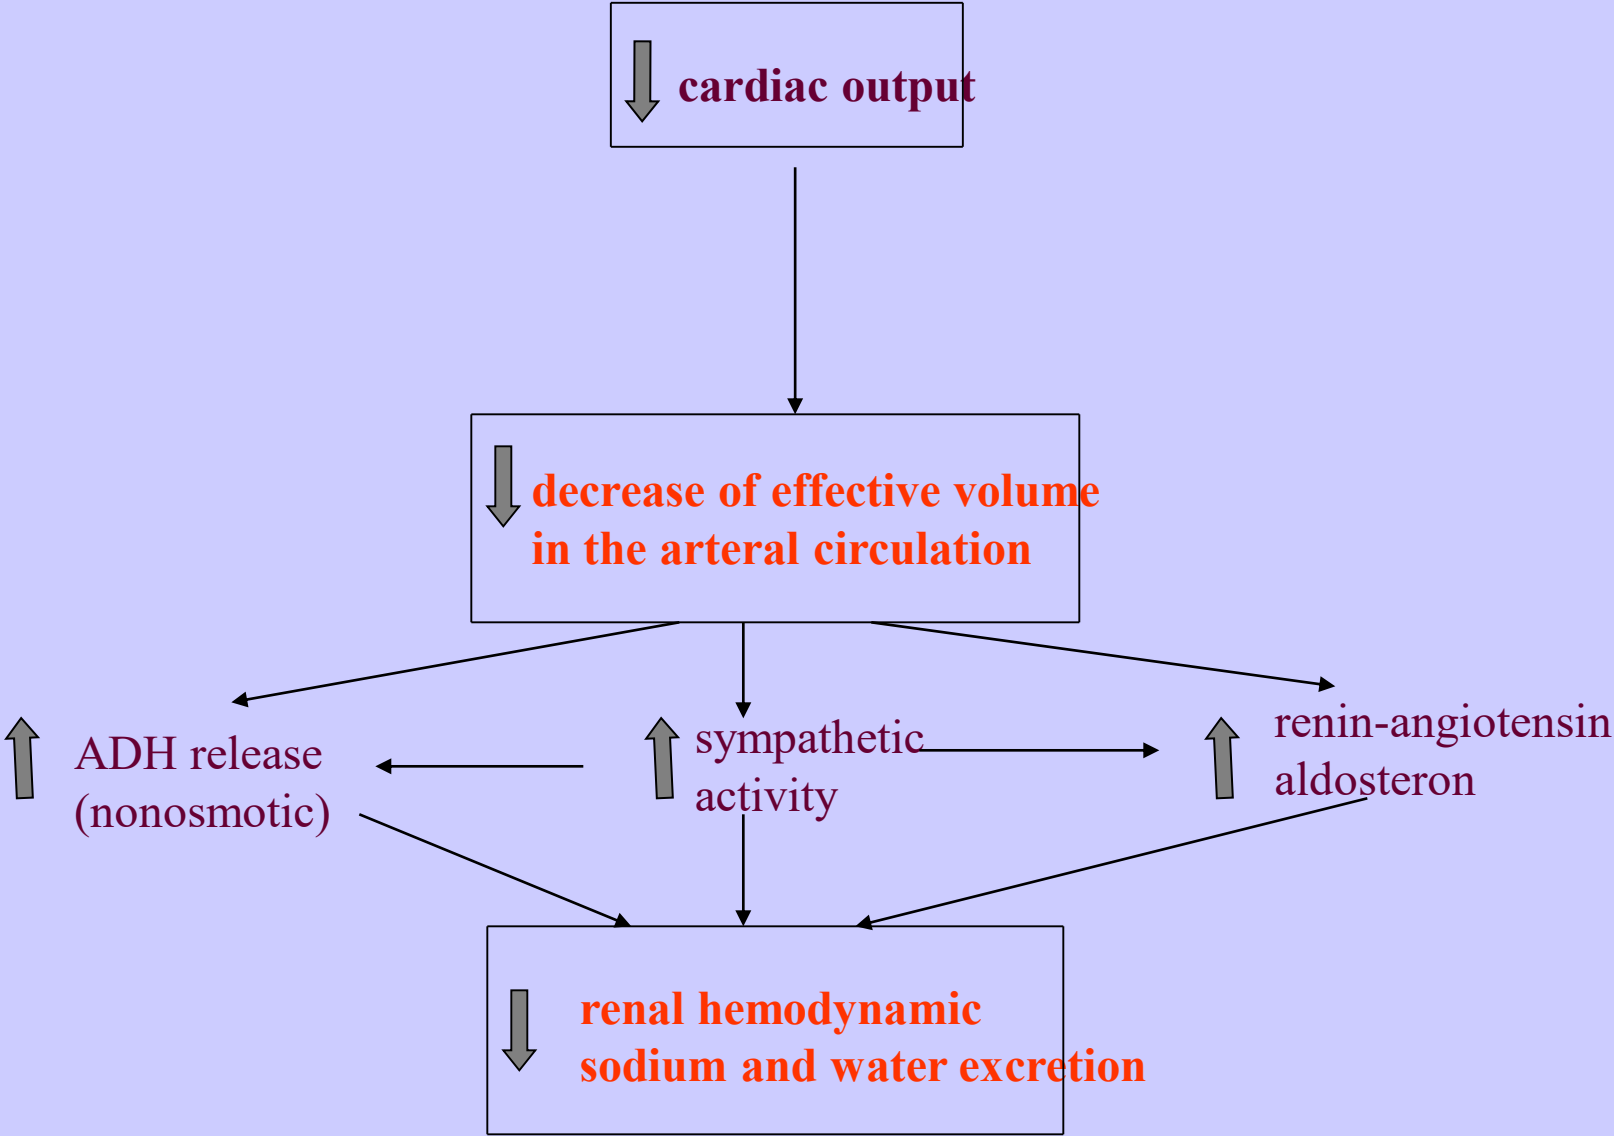 cardiac output
decrease of effective volume
in the arteral circulation
ADH release
(nonosmotic)
sympathetic
activity
renin-angiotensin
aldosteron
renal hemodynamic
sodium and water excretion